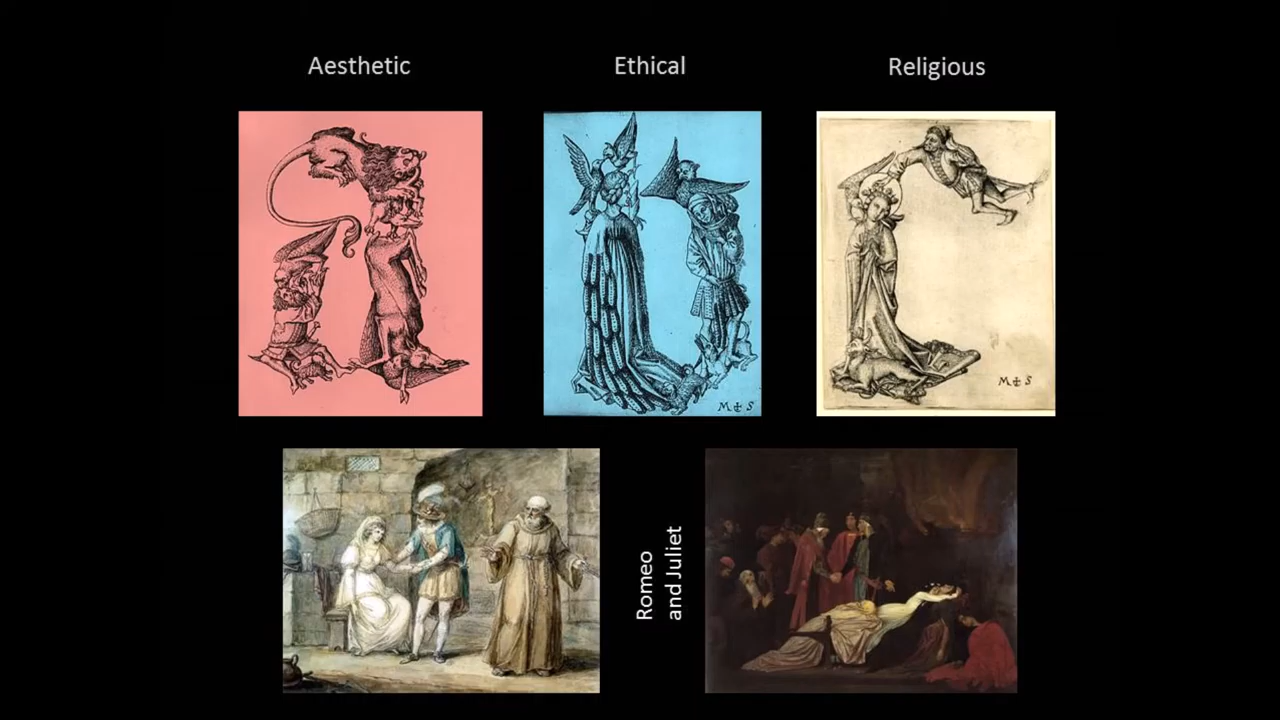 Aesthetic
Ethical
Religious
M S
M S
Romeo
and Juliet